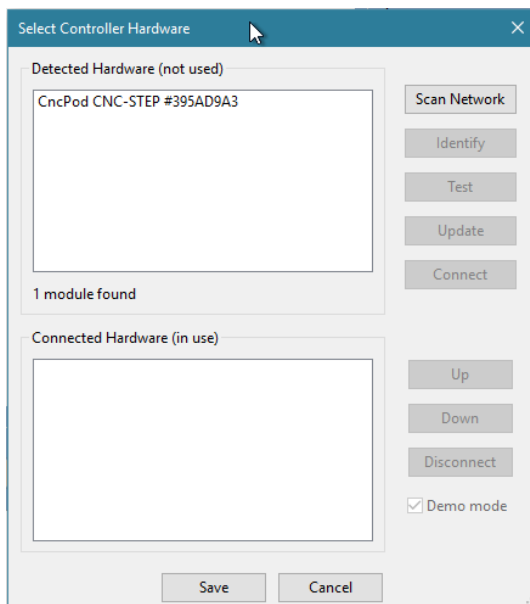 Select Controller Hardware
Detected Hardware (not used)
CncPod CNC-STEP #395AD9A3
1 module found
Scan Network
Identify
Test
Update
Connect
Connected Hardware (in use)
Up
Down
Disconnect
Demo mode
Save
Cancel